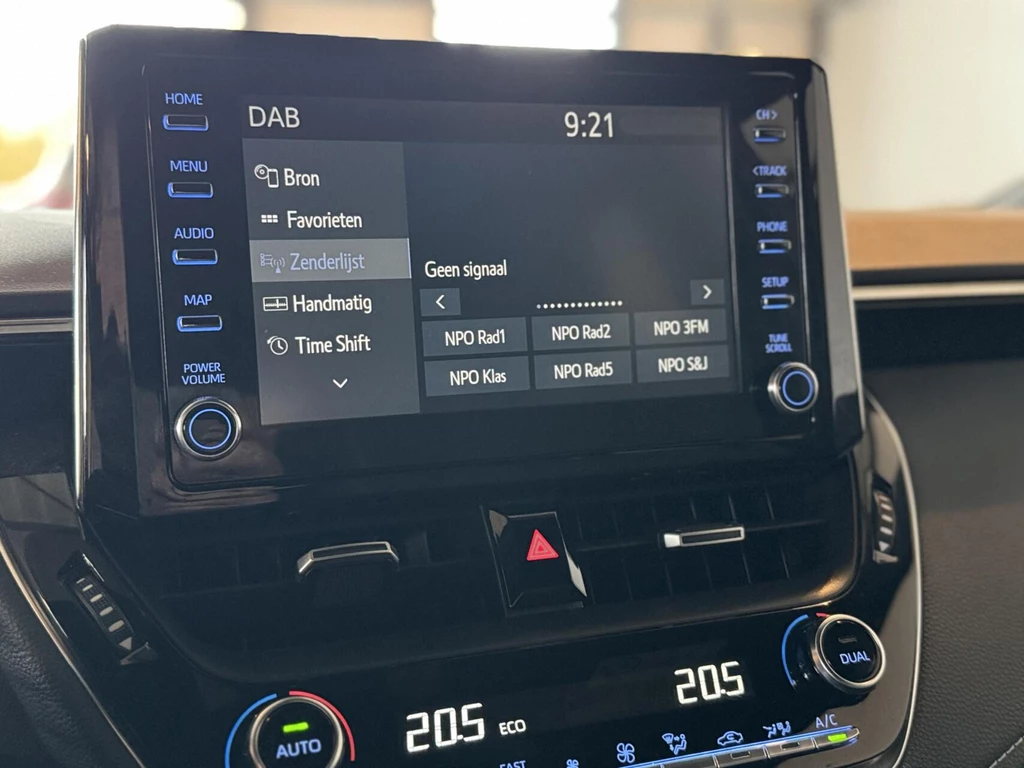 HOME
MENU
AUDIO
MAP
POWER
VOLUME
DAB
9:21
Bron
Favorieten
Zenderlijst
Handmatig
Time Shift
Geen signaal
NPO Rad1
NPO Rad2
NPO 3FM
NPO Klas
NPO Rad5
NPO S&J
CH>
<TRACK
PHONE
SETUP
TUNE
SCROLL
20.5 ECO
20.5
DUAL
AUTO
FAST
A/C